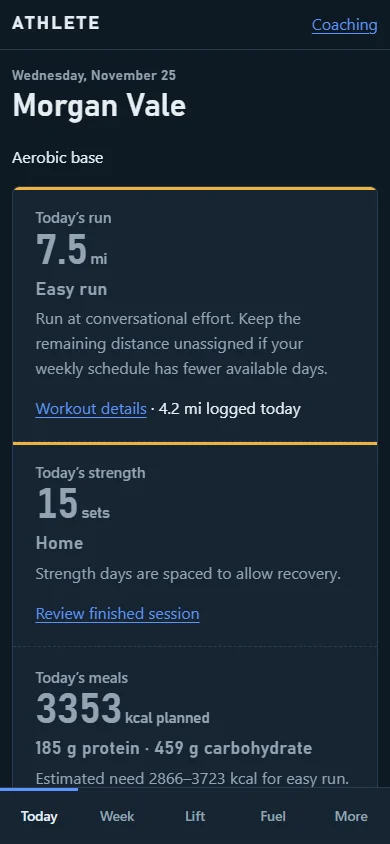 ATHLETE
Coaching
Wednesday, November 25
Morgan Vale
Aerobic base
Today’s run
7.5 mi
Easy run
Run at conversational effort. Keep the
remaining distance unassigned if your
weekly schedule has fewer available days.
Workout details · 4.2 mi logged today
Today’s strength
15 sets
Home
Strength days are spaced to allow recovery.
Review finished session
Today’s meals
3353 kcal planned
185 g protein · 459 g carbohydrate
Estimated need 2866–3723 kcal for easy run.
Today
Week
Lift
Fuel
More